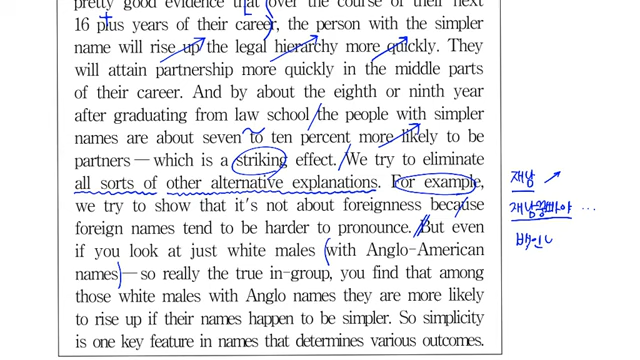 pretty good evidence that over the course of their next
16 plus years of their career, the person with the simpler
name will rise up the legal hierarchy more quickly. They
will attain partnership more quickly in the middle parts
of their career. And by about the eighth or ninth year
after graduating from law school the people with simpler
names are about seven to ten percent more likely to be
partners — which is a striking effect. We try to eliminate
all sorts of other alternative explanations. For example,
we try to show that it's not about foreignness because
foreign names tend to be harder to pronounce. But even
if you look at just white males with Anglo-American
names — so really the true in-group, you find that among
those white males with Anglo names they are more likely
to rise up if their names happen to be simpler. So simplicity
is one key feature in names that determines various outcomes.
재남